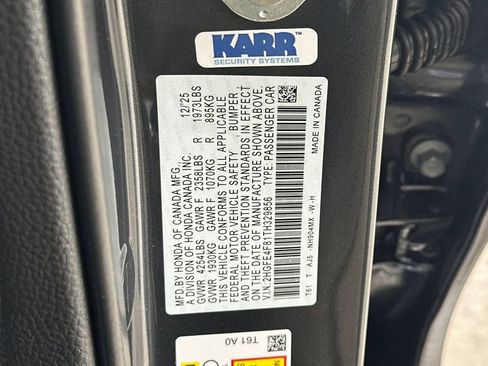 KARR
SECURITY SYSTEMS
MFD. BY HONDA OF CANADA MFG., 12/25
A DIVISION OF HONDA CANADA INC.
GVWR 4254LBS GAWR F 2358LBS R 1973LBS
GVWR 1930KG GAWR F 1070KG R 895KG
THIS VEHICLE CONFORMS TO ALL APPLICABLE
FEDERAL MOTOR VEHICLE SAFETY, BUMPER,
AND THEFT PREVENTION STANDARDS IN EFFECT
ON THE DATE OF MANUFACTURE SHOWN ABOVE.
V.I.N. 2HGFE4F81TH329856 TYPE: PASSENGER CAR
T61 T AJ5 -NH904MX -W -H MADE IN CANADA
T61A0